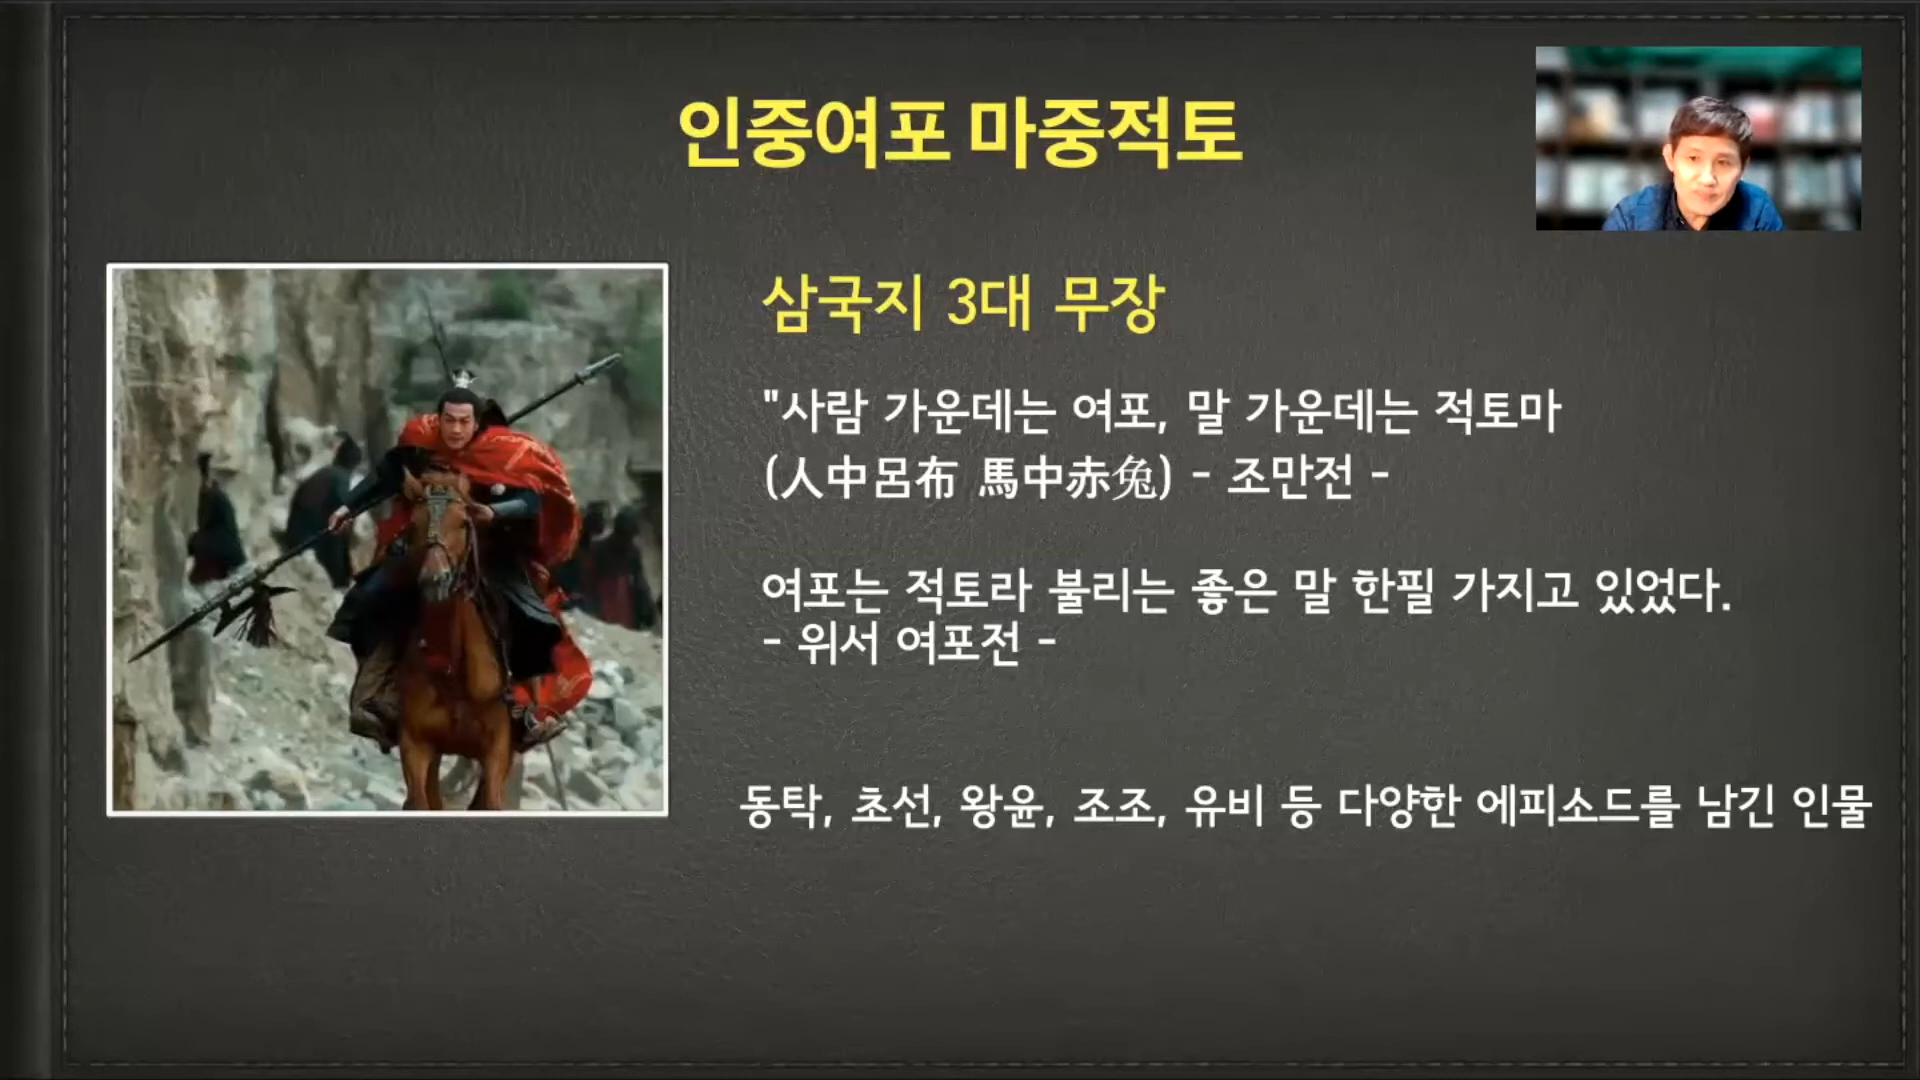 인중여포 마중적토
삼국지 3대 무장
"사람 가운데는 여포, 말 가운데는 적토마
(人中呂布 馬中赤兔) - 조만전 -
여포는 적토라 불리는 좋은 말 한필 가지고 있었다.
- 위서 여포전 -
동탁, 초선, 왕윤, 조조, 유비 등 다양한 에피소드를 남긴 인물